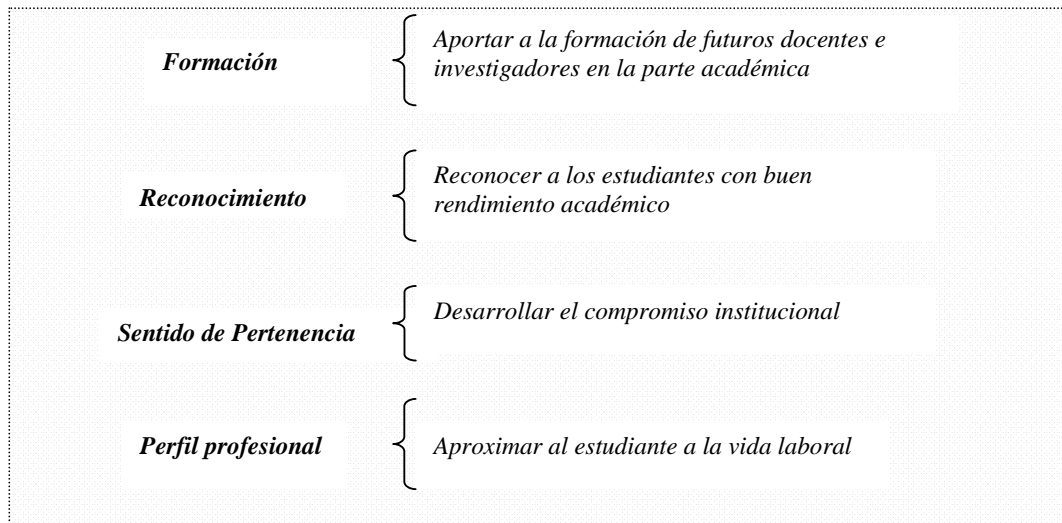 Formación
Aportar a la formación de futuros docentes e
investigadores en la parte académica
Reconocimiento
Reconocer a los estudiantes con buen
rendimiento académico
Sentido de Pertenencia
Desarrollar el compromiso institucional
Perfil profesional
Aproximar al estudiante a la vida laboral